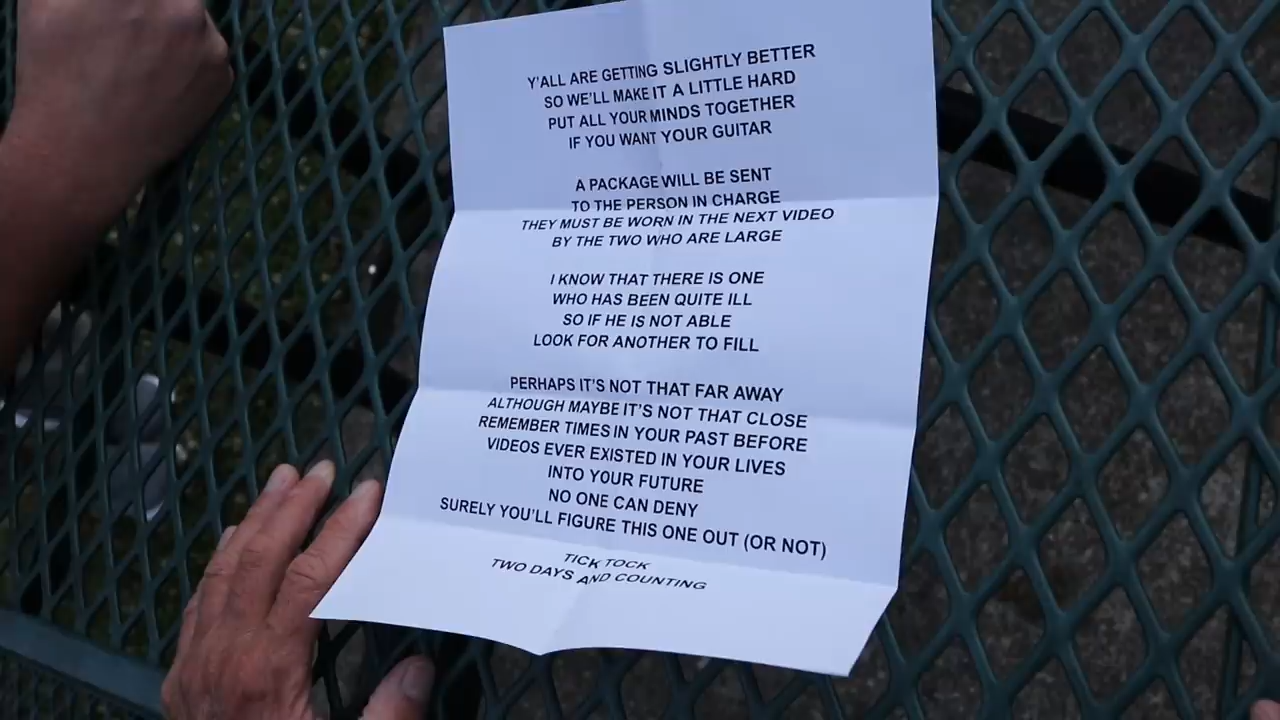 Y'ALL ARE GETTING SLIGHTLY BETTER
SO WE'LL MAKE IT A LITTLE HARD
PUT ALL YOUR MINDS TOGETHER
IF YOU WANT YOUR GUITAR
A PACKAGE WILL BE SENT
TO THE PERSON IN CHARGE
THEY MUST BE WORN IN THE NEXT VIDEO
BY THE TWO WHO ARE LARGE
I KNOW THAT THERE IS ONE
WHO HAS BEEN QUITE ILL
SO IF HE IS NOT ABLE
LOOK FOR ANOTHER TO FILL
PERHAPS IT'S NOT THAT FAR AWAY
ALTHOUGH MAYBE IT'S NOT THAT CLOSE
REMEMBER TIMES IN YOUR PAST BEFORE
VIDEOS EVER EXISTED IN YOUR LIVES
INTO YOUR FUTURE
NO ONE CAN DENY
SURELY YOU'LL FIGURE THIS ONE OUT (OR NOT)
TICK TOCK
TWO DAYS AND COUNTING